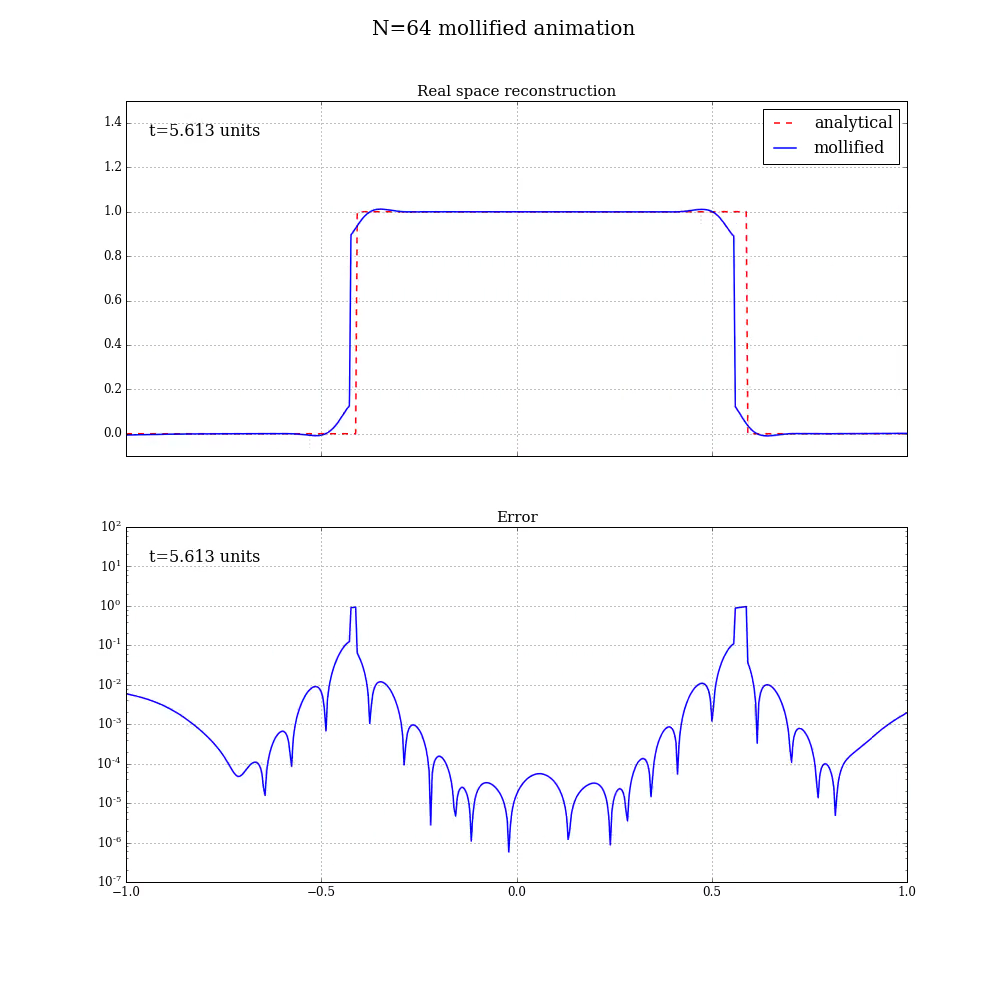 N=64 mollified animation
Real space reconstruction
t=5.613 units
analytical
mollified
1.4
1.2
1.0
0.8
0.6
0.4
0.2
0.0
Error
t=5.613 units
10²
10¹
10⁰
10⁻¹
10⁻²
10⁻³
10⁻⁴
10⁻⁵
10⁻⁶
10⁻⁷
−1.0 −0.5 0.0 0.5 1.0